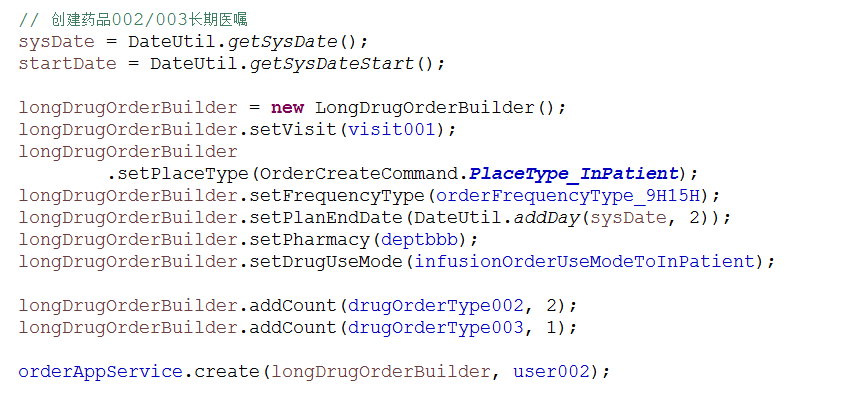 // 创建药品002/003长期医嘱
sysDate = DateUtil.getSysDate();
startDate = DateUtil.getSysDateStart();
longDrugOrderBuilder = new LongDrugOrderBuilder();
longDrugOrderBuilder.setVisit(visit001);
longDrugOrderBuilder
.setPlaceType(OrderCreateCommand.PlaceType_InPatient);
longDrugOrderBuilder.setFrequencyType(orderFrequencyType_9H15H);
longDrugOrderBuilder.setPlanEndDate(DateUtil.addDay(sysDate, 2));
longDrugOrderBuilder.setPharmacy(deptbbb);
longDrugOrderBuilder.setDrugUseMode(infusionOrderUseModeToInPatient);
longDrugOrderBuilder.addCount(drugOrderType002, 2);
longDrugOrderBuilder.addCount(drugOrderType003, 1);
orderAppService.create(longDrugOrderBuilder, user002);